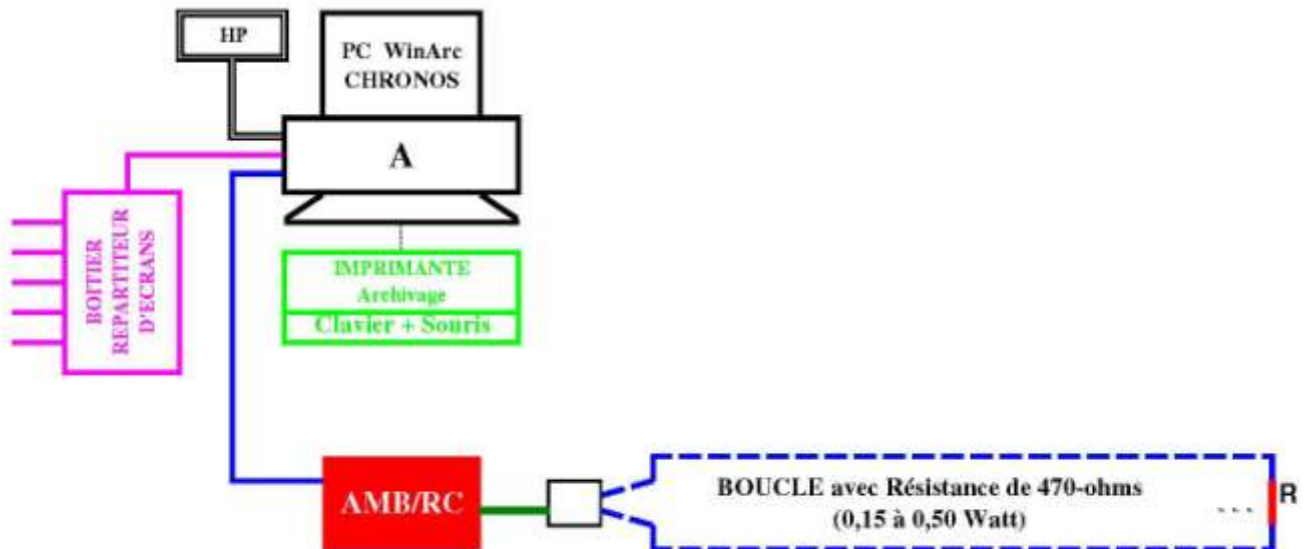 HP
PC WinArc
CHRONOS
A
BOITIER
REPARTITEUR
D'ECRANS
IMPRIMANTE
Archivage
Clavier + Souris
AMB/RC
BOUCLE avec Résistance de 470-ohms
(0,15 à 0,50 Watt)
...
R